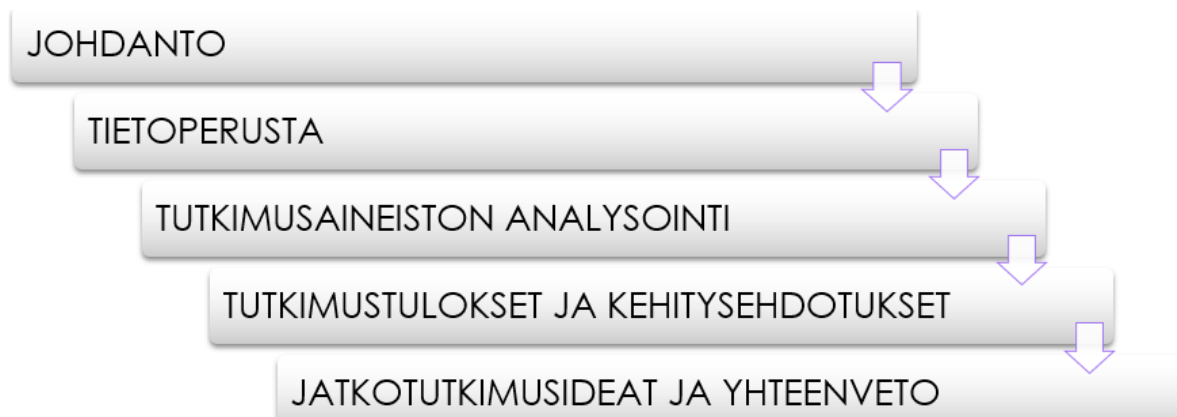 JOHDANTO
TIETOPERUSTA
TUTKIMUSAINEISTON ANALYSOINTI
TUTKIMUSTULOKSET JA KEHITYSEHDOTUKSET
JATKOTUTKIMUSIDEAT JA YHTEENVETO